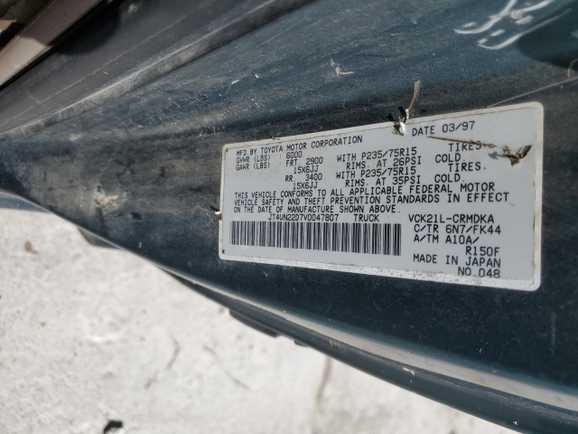 MFD BY TOYOTA MOTOR CORPORATION DATE 03/97
GVWR (LBS) 6000 WITH P235/75R15 TIRES
GAWR (LBS) FRT 2900 RIMS. AT 26PSI COLD
15X6JJ WITH P235/75R15 TIRES.
RR 3400 RIMS. AT 35PSI COLD
15X6JJ
THIS VEHICLE CONFORMS TO ALL APPLICABLE FEDERAL MOTOR
VEHICLE SAFETY AND THEFT PREVENTION STANDARDS IN EFFECT
ON THE DATE OF MANUFACTURE SHOWN ABOVE.
JT4UN22D7V0047807 TRUCK VCK21L-CRMDKA
C/TR 6N7/FK44
A/TM A10A/
R150F
MADE IN JAPAN
NO.048